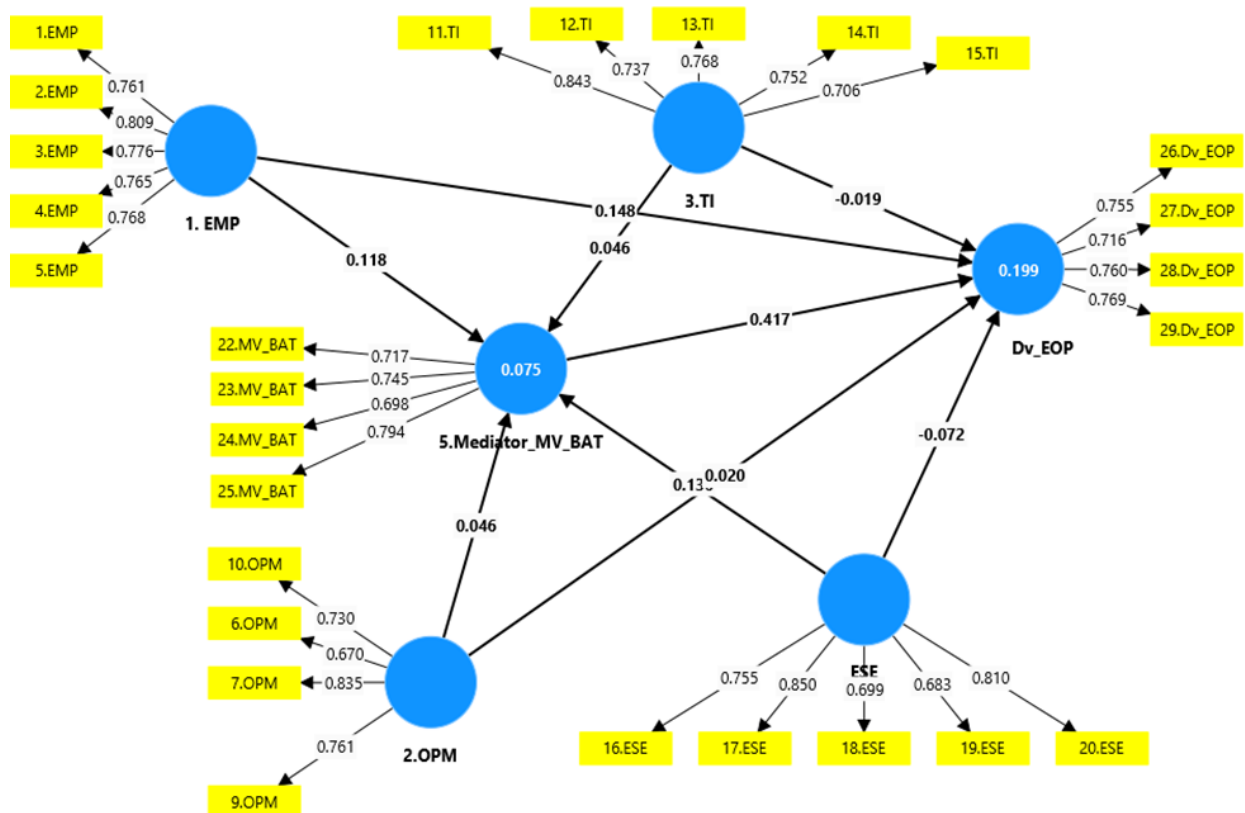 1.EMP
2.EMP
3.EMP
4.EMP
5.EMP
0.761
0.809
0.776
0.765
0.768
1. EMP
11.TI
12.TI
13.TI
14.TI
15.TI
0.843
0.737
0.768
0.752
0.706
3.TI
0.148
-0.019
0.046
0.118
26.Dv_EOP
27.Dv_EOP
28.Dv_EOP
29.Dv_EOP
0.755
0.716
0.760
0.769
0.199
Dv_EOP
22.MV_BAT
23.MV_BAT
24.MV_BAT
25.MV_BAT
0.717
0.745
0.698
0.794
0.075
5.Mediator_MV_BAT
0.417
-0.072
0.020
0.046
10.OPM
6.OPM
7.OPM
9.OPM
0.730
0.670
0.835
0.761
2.OPM
ESE
0.755
0.850
0.699
0.683
0.810
16.ESE
17.ESE
18.ESE
19.ESE
20.ESE